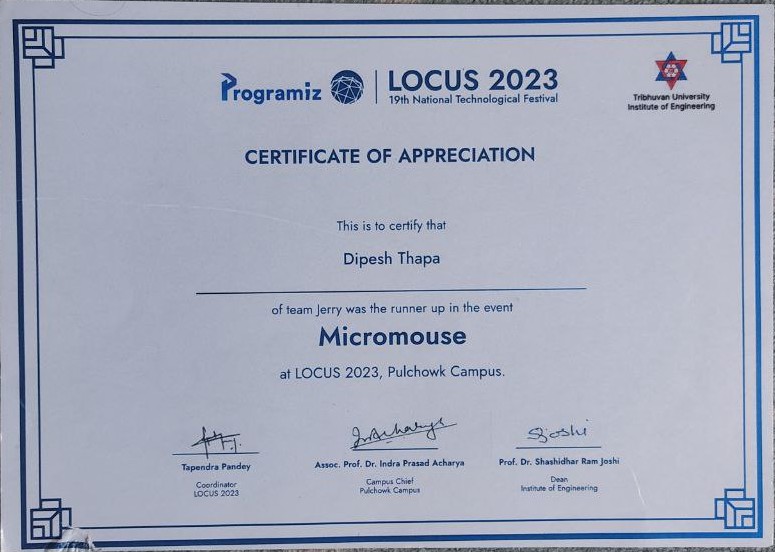 Programiz
LOCUS 2023
19th National Technological Festival
Tribhuvan University
Institute of Engineering
CERTIFICATE OF APPRECIATION
This is to certify that
Dipesh Thapa
of team Jerry was the runner up in the event
Micromouse
at LOCUS 2023, Pulchowk Campus.
Tapendra Pandey
Coordinator
LOCUS 2023
IPAcharya
Assoc. Prof. Dr. Indra Prasad Acharya
Campus Chief
Pulchowk Campus
SJoshi
Prof. Dr. Shashidhar Ram Joshi
Dean
Institute of Engineering